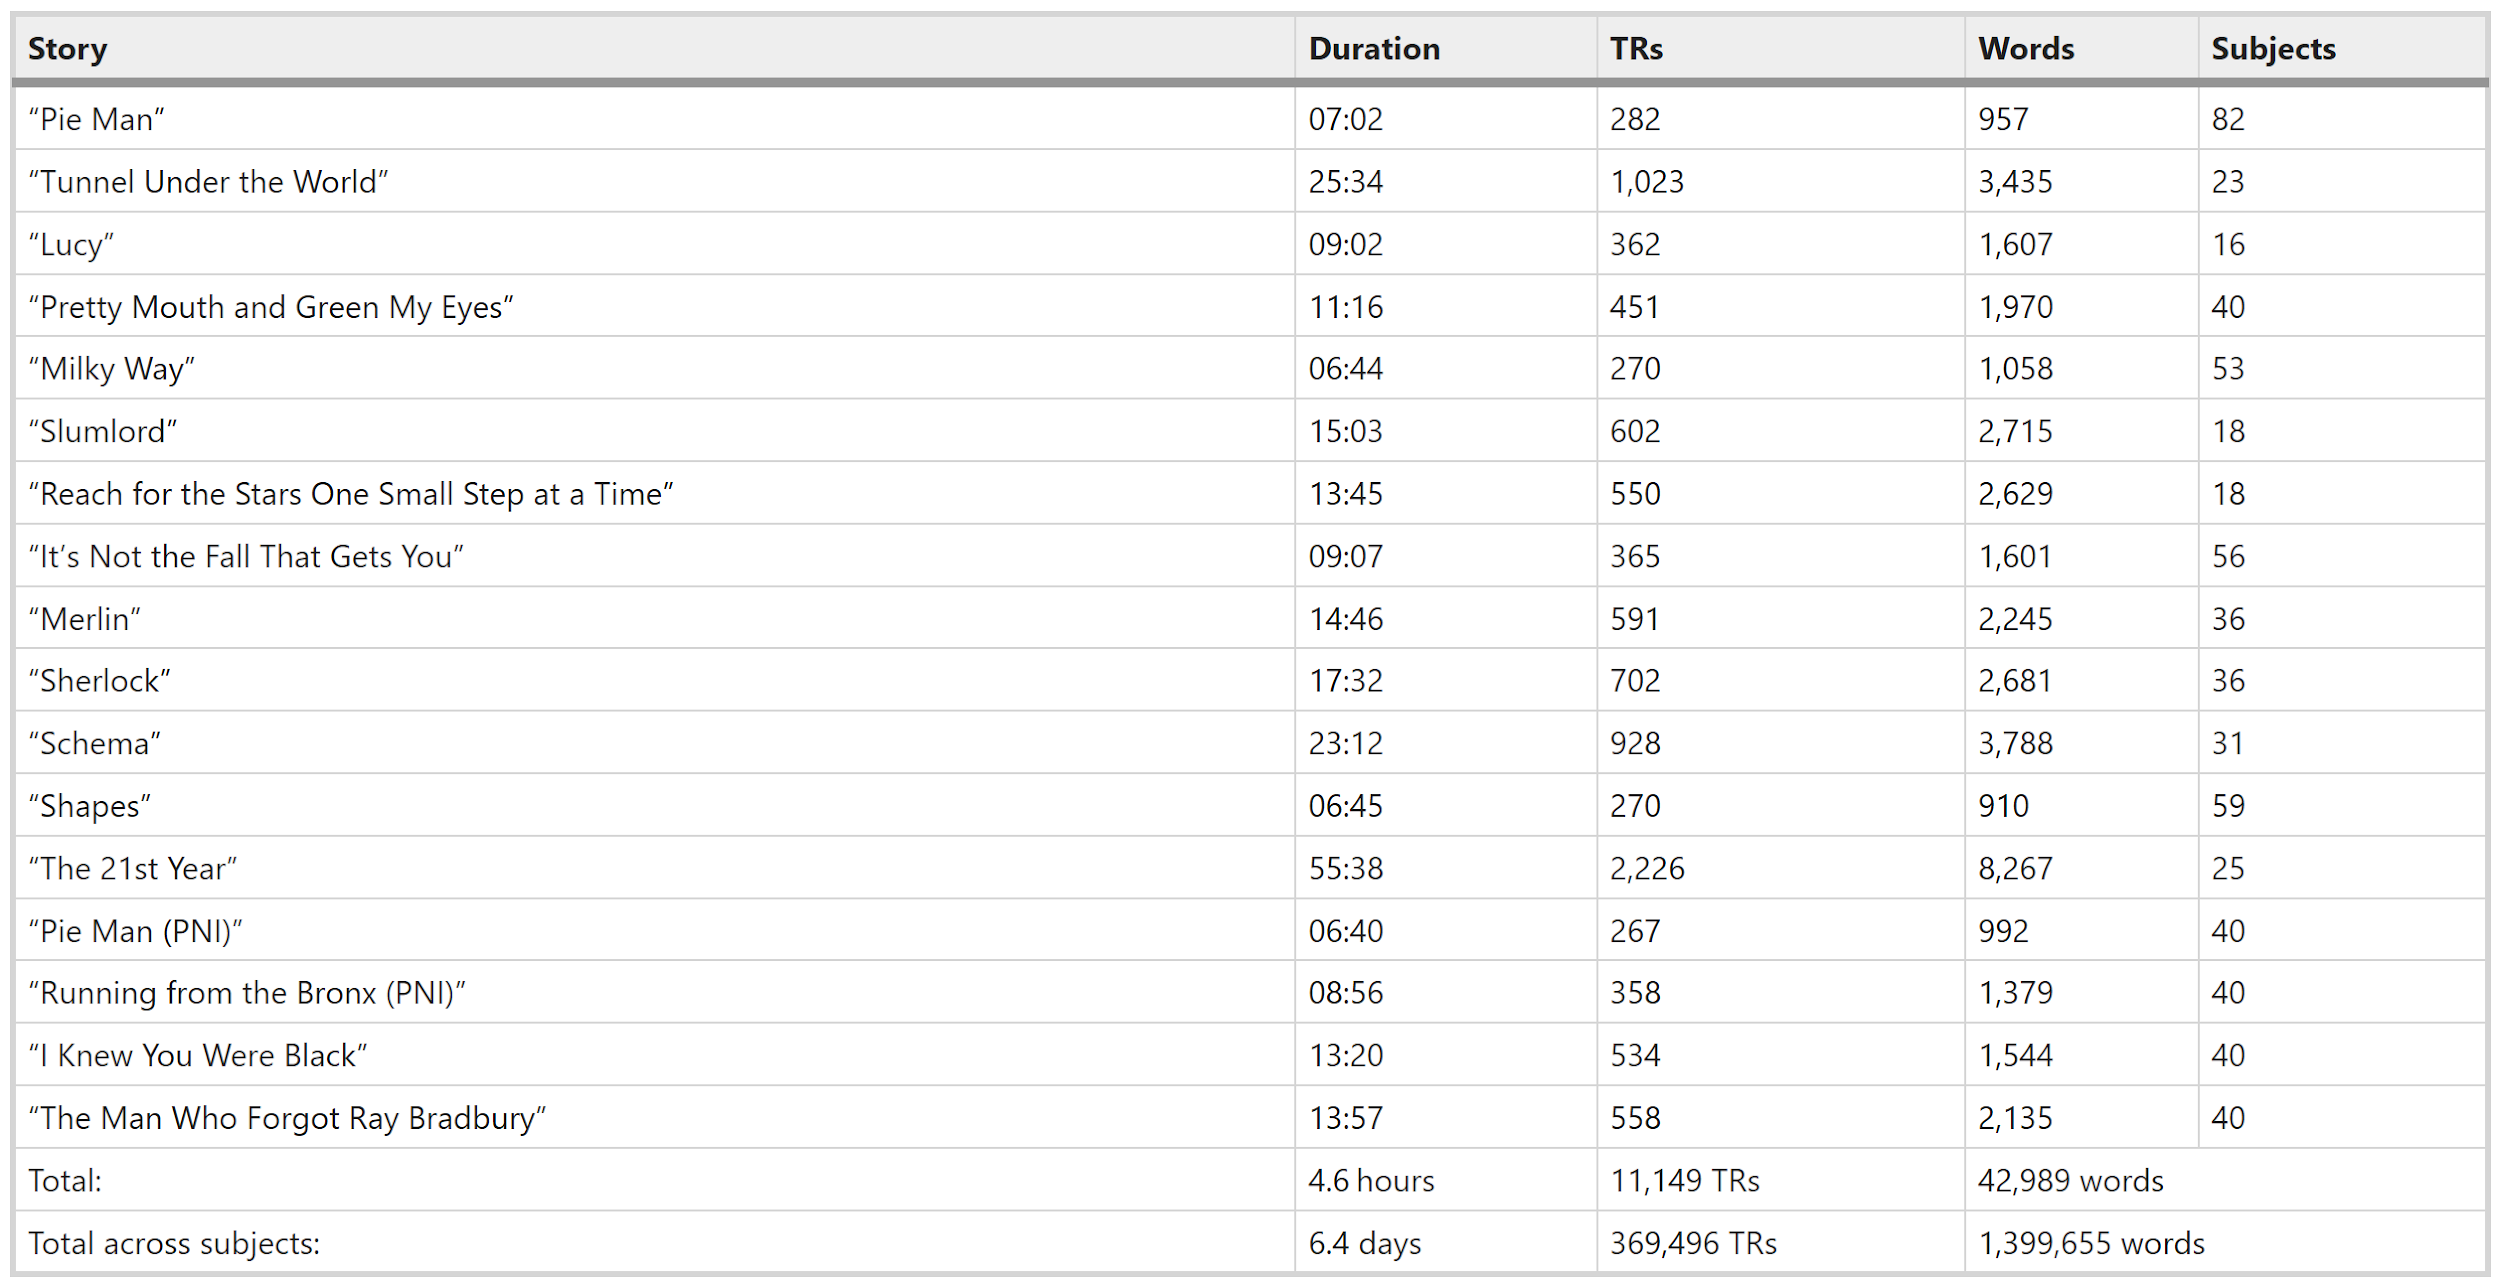 Story Duration TRs Words Subjects
“Pie Man” 07:02 282 957 82
“Tunnel Under the World” 25:34 1,023 3,435 23
“Lucy” 09:02 362 1,607 16
“Pretty Mouth and Green My Eyes” 11:16 451 1,970 40
“Milky Way” 06:44 270 1,058 53
“Slumlord” 15:03 602 2,715 18
“Reach for the Stars One Small Step at a Time” 13:45 550 2,629 18
“It’s Not the Fall That Gets You” 09:07 365 1,601 56
“Merlin” 14:46 591 2,245 36
“Sherlock” 17:32 702 2,681 36
“Schema” 23:12 928 3,788 31
“Shapes” 06:45 270 910 59
“The 21st Year” 55:38 2,226 8,267 25
“Pie Man (PNI)” 06:40 267 992 40
“Running from the Bronx (PNI)” 08:56 358 1,379 40
“I Knew You Were Black” 13:20 534 1,544 40
“The Man Who Forgot Ray Bradbury” 13:57 558 2,135 40
Total: 4.6 hours 11,149 TRs 42,989 words
Total across subjects: 6.4 days 369,496 TRs 1,399,655 words